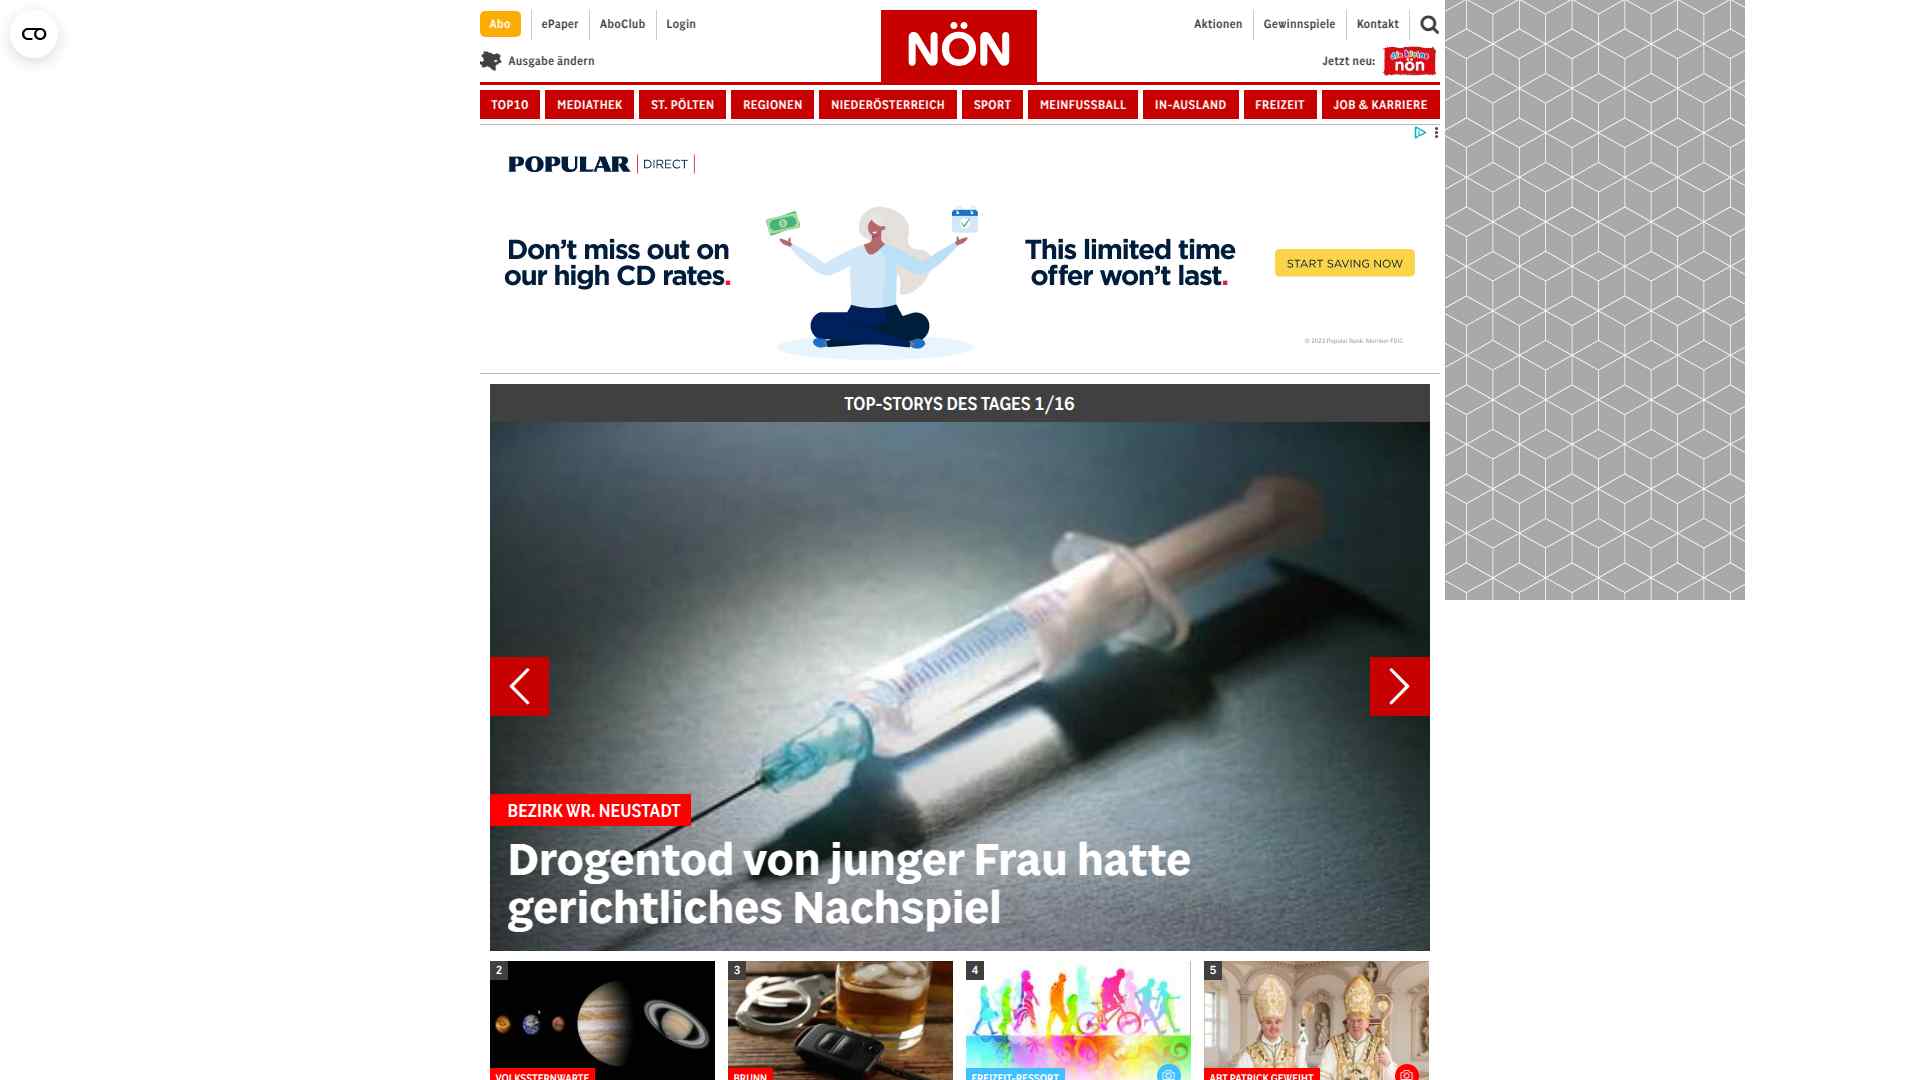 Abo
ePaper
AboClub
Login
NÖN
Aktionen
Gewinnspiele
Kontakt
Ausgabe ändern
Jetzt neu:
die kleine
nön
TOP10
MEDIATHEK
ST. PÖLTEN
REGIONEN
NIEDERÖSTERREICH
SPORT
MEINFUSSBALL
IN-AUSLAND
FREIZEIT
JOB & KARRIERE
POPULAR DIRECT
Don't miss out on
our high CD rates.
This limited time
offer won't last.
START SAVING NOW
© 2023 Popular Bank. Member FDIC.
TOP-STORYS DES TAGES 1/16
BEZIRK WR. NEUSTADT
Drogentod von junger Frau hatte
gerichtliches Nachspiel
2
3
4
5
VOLKSSTERNWARTE
BRUNN
FREIZEIT-RESSORT
ABT PATRICK GEWEIHT